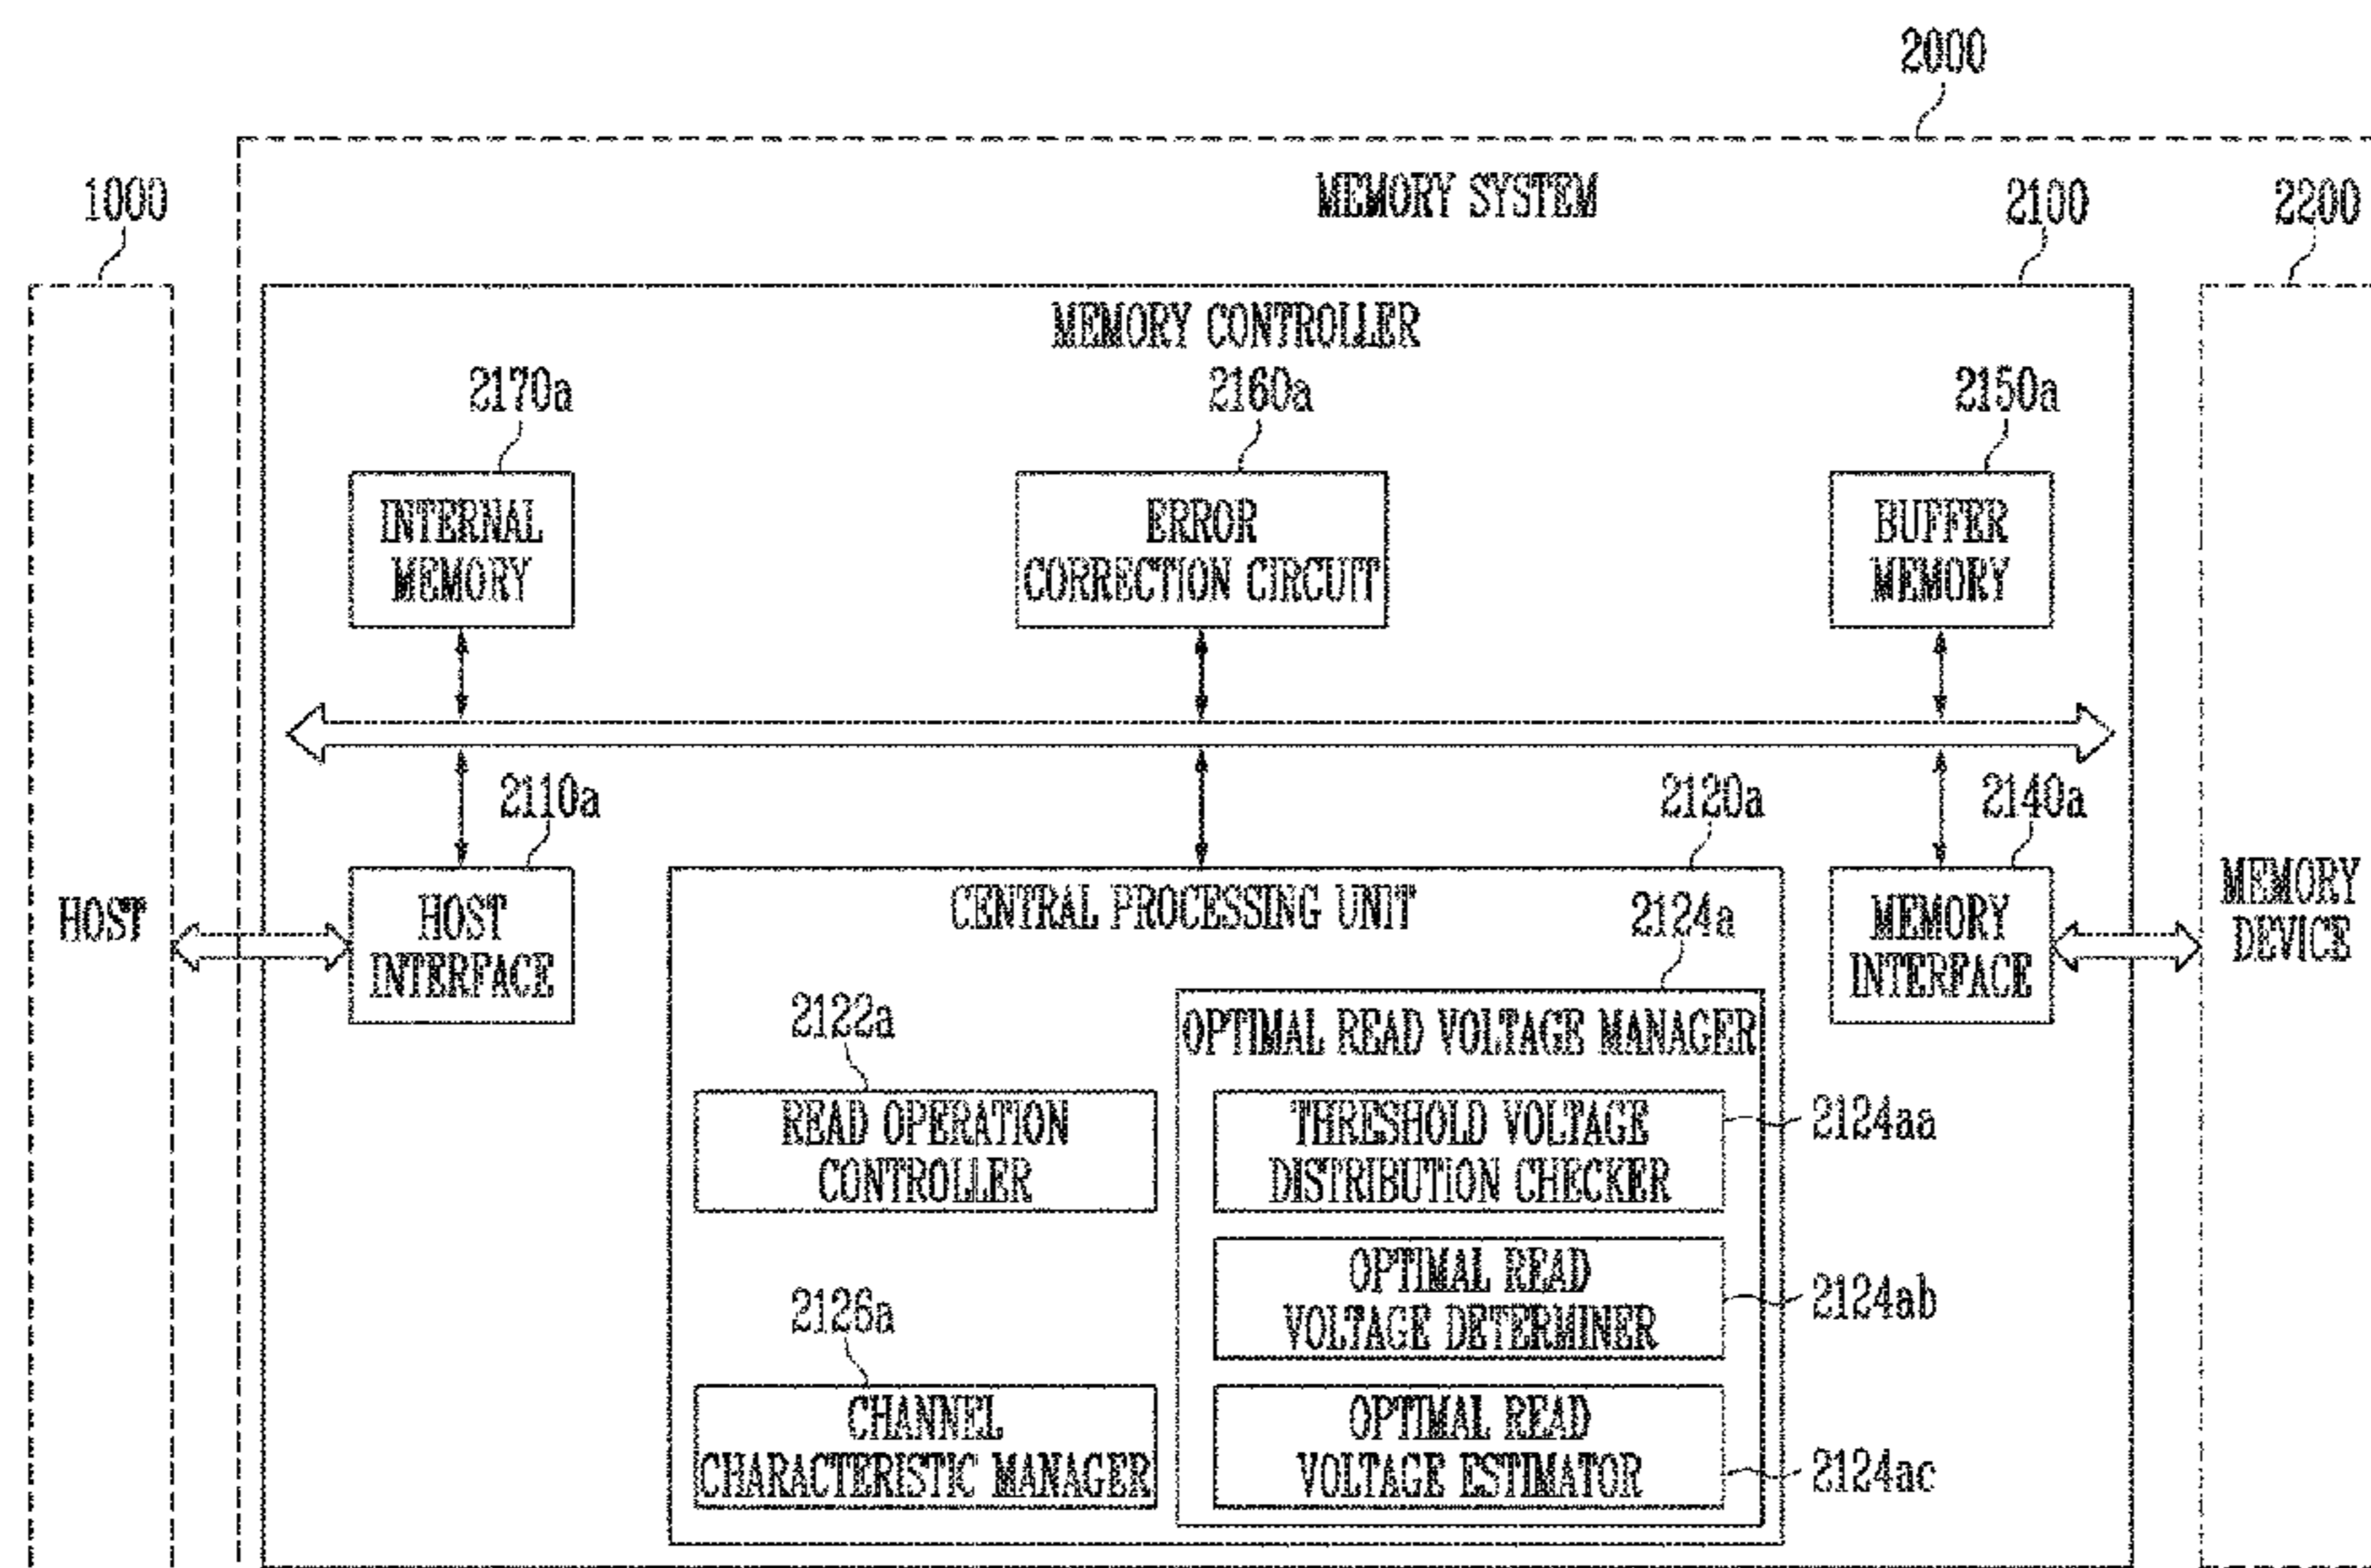 2000
MEMORY SYSTEM
1000
2100
2200
MEMORY CONTROLLER
2170a
2160a
2150a
INTERNAL
MEMORY
ERROR
CORRECTION CIRCUIT
BUFFER
MEMORY
2110a
2120a
2140a
HOST
HOST
INTERFACE
CENTRAL PROCESSING UNIT
2124a
MEMORY
INTERFACE
MEMORY
DEVICE
2122a
OPTIMAL READ VOLTAGE MANAGER
READ OPERATION
CONTROLLER
THRESHOLD VOLTAGE
DISTRIBUTION CHECKER
2124aa
OPTIMAL READ
VOLTAGE DETERMINER
2124ab
2126a
CHANNEL
CHARACTERISTIC MANAGER
OPTIMAL READ
VOLTAGE ESTIMATOR
2124ac